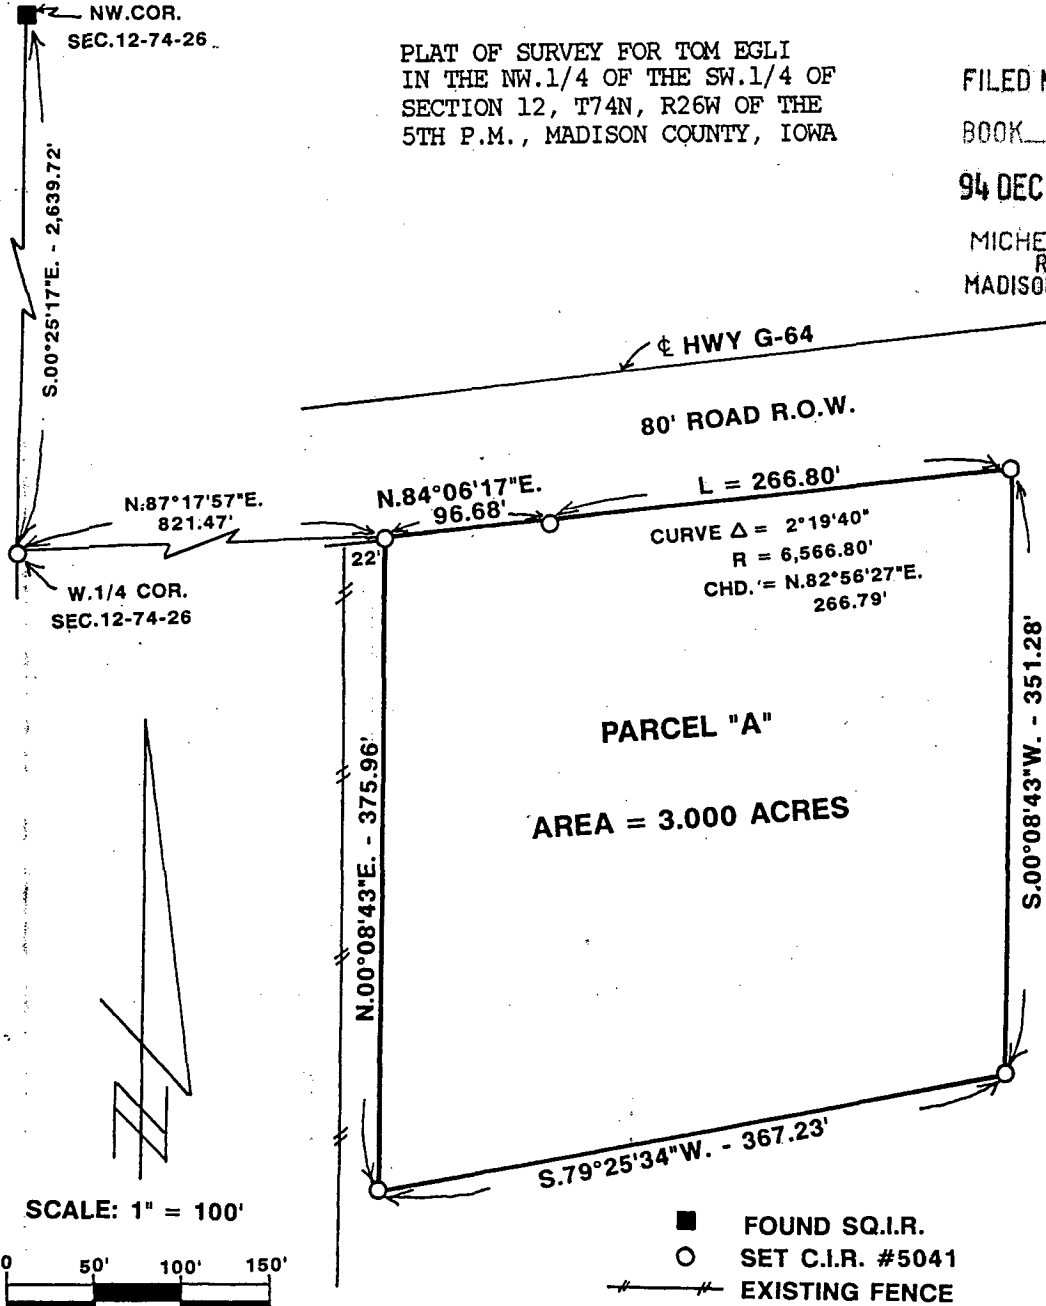 NW.COR.
SEC.12-74-26
PLAT OF SURVEY FOR TOM EGLI
IN THE NW.1/4 OF THE SW.1/4 OF
SECTION 12, T74N, R26W OF THE
5TH P.M., MADISON COUNTY, IOWA
FILED
BOOK
94 DEC
S.00°25'17"E. - 2,639.72'
℄ HWY G-64
80' ROAD R.O.W.
N.87°17'57"E.
821.47'
N.84°06'17"E.
96.68'
L = 266.80'
CURVE Δ = 2°19'40"
R = 6,566.80'
CHD. = N.82°56'27"E.
266.79'
22'
W.1/4 COR.
SEC.12-74-26
PARCEL "A"
AREA = 3.000 ACRES
N.00°08'43"E. - 375.96'
S.00°08'43"W. - 351.28'
S.79°25'34"W. - 367.23'
N
SCALE: 1" = 100'
0 50' 100' 150'
FOUND SQ.I.R.
SET C.I.R. #5041
EXISTING FENCE